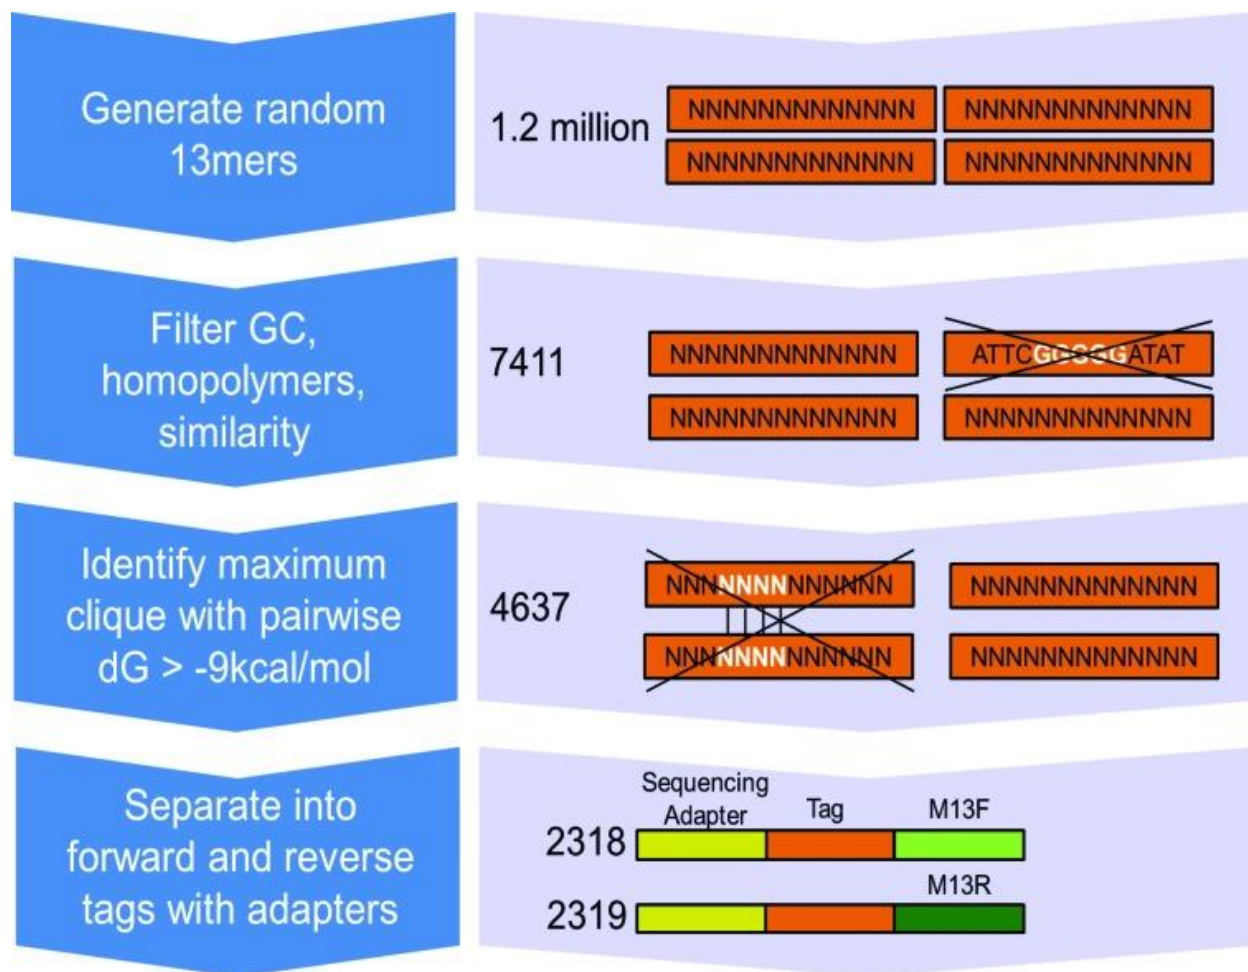 Generate random
13mers
1.2 million
NNNNNNNNNNNNN NNNNNNNNNNNNN
NNNNNNNNNNNNN NNNNNNNNNNNNN
Filter GC,
homopolymers,
similarity
7411
NNNNNNNNNNNNN ATTCGGGGGATAT
NNNNNNNNNNNNN NNNNNNNNNNNNN
Identify maximum
clique with pairwise
dG > -9kcal/mol
4637
NNNNNNNNNNNNN NNNNNNNNNNNNN
NNNNNNNNNNNNN NNNNNNNNNNNNN
Separate into
forward and reverse
tags with adapters
Sequencing
Adapter Tag M13F
2318
M13R
2319